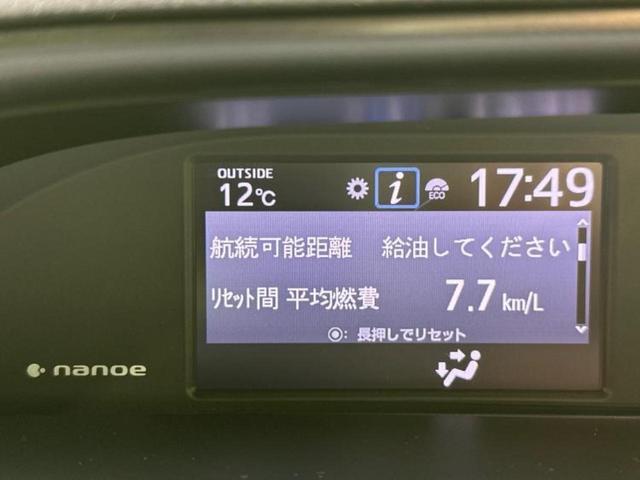 OUTSIDE
12℃
i
ECO
17:49
航続可能距離 給油してください
ﾘｾｯﾄ間 平均燃費 7.7 km/L
◉: 長押しでリセット
nanoe